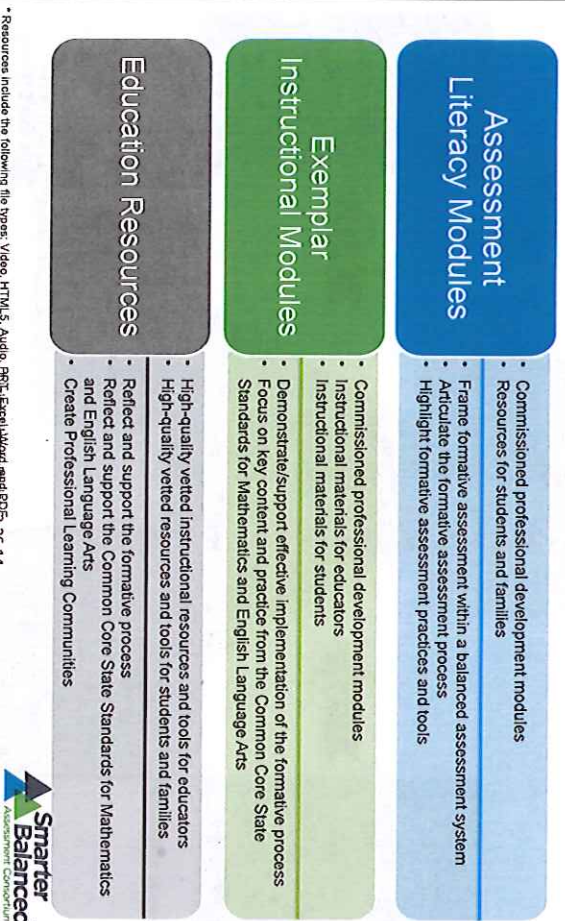 Assessment
Literacy Modules
• Commissioned professional development modules
• Resources for students and families
• Frame formative assessment within a balanced assessment system
• Articulate the formative assessment process
• Highlight formative assessment practices and tools
Exemplar
Instructional Modules
• Commissioned professional development modules
• Instructional materials for educators
• Instructional materials for students
• Demonstrate/support effective implementation of the formative process
• Focus on key content and practice from the Common Core State
Standards for Mathematics and English Language Arts
Education Resources
• High-quality vetted instructional resources and tools for educators
• High-quality vetted resources and tools for students and families
• Reflect and support the formative process
• Reflect and support the Common Core State Standards for Mathematics
and English Language Arts
• Create Professional Learning Communities
• Resources include the following file types: Video, HTML5, Audio,
Smarter
Balanced
Assessment Consortium